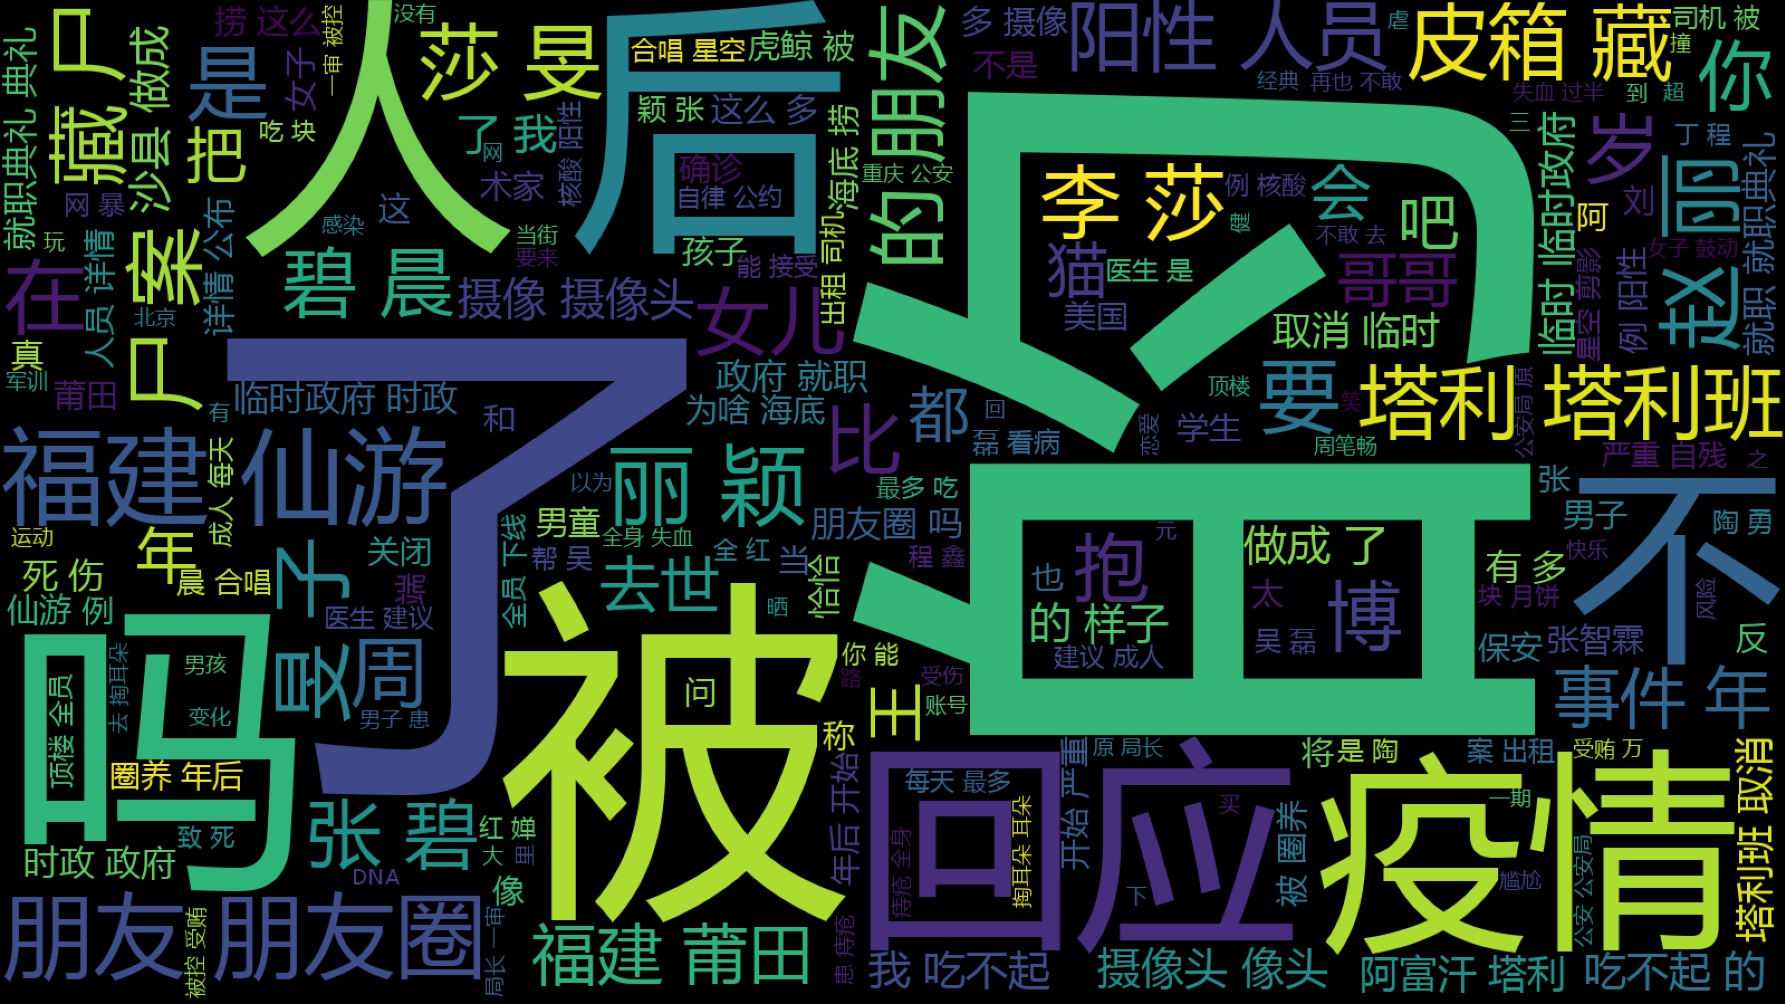 捞 这么
没有
合唱 星空
虎鲸 被
多 摄像
阳性 人员
虐
皮箱 藏
司机 被
撞
尸
藏
尸案
就职典礼 典礼
沙县 做成
是
女子
一审 被控
人
莎 旻
后
的 朋友
不是
经典
再也 不敢
失血 过半
到
超
你
把
吃 块
了 我
网
核酸 阳性
颖 张
这么 多
海底 捞
重庆 公安
三
丁 程
岁
网 暴
术家
确诊
自律 公约
李 莎
例 核酸
会
吧
刘
阿
丽
赵
就职 就职典礼
临时 临时政府
玩
感染
这
当街
要来
孩子
能 接受
出租 司机
猫
医生 是
不敢 去
哥哥
女子 鼓动
在
人员 详情
详情 公布
北京
碧 晨
摄像 摄像头
女儿
美国
取消 临时
星空 剪影
例 阳性
真
军训
莆田
有
了
临时政府 时政
和
政府 就职
为啥 海底
比
都
回
磊 看病
顶楼
恋爱
学生
要
笑
周笔畅
塔利 塔利班
公安局 原
严重 自残
之
福建 仙游
成人 每天
以为
丽 颖
最多 吃
朋友圈 吗
沿
张
男子
不
陶 勇
快乐
运动
年
死 伤
晨 合唱
仙游 例
子
关闭
医生 建议
全员 下线
男童
全身 失血
帮 吴
全 红
当
去世
晒
恰恰
程 鑫
也
抱
元
做成 了
有 多
块 月饼
风险
的 样子
太
博
吴 磊
建议 成人
保安
张智霖
反
吗
顶楼 全员
去 掏耳朵
男孩
变化
旻
周
男子 患
被
问
你 能
受伤
王
账号
事件 年
圈养 年后
致 死
时政 政府
张 碧
红 婵
大
里
DNA
像
称
年后 开始
回应
每天 最多
痔疮 全身
掏耳朵 耳朵
开始 严重
原 局长
买
下
将
是 陶
被 圈养
案 出租
受贿 万
疫情
一期
尴尬
公安 公安局
塔利班 取消
朋友 朋友圈
被控 受贿
局长 一审
福建 莆田
患 痔疮
我 吃不起
摄像头 像头
阿富汗 塔利
吃不起 的